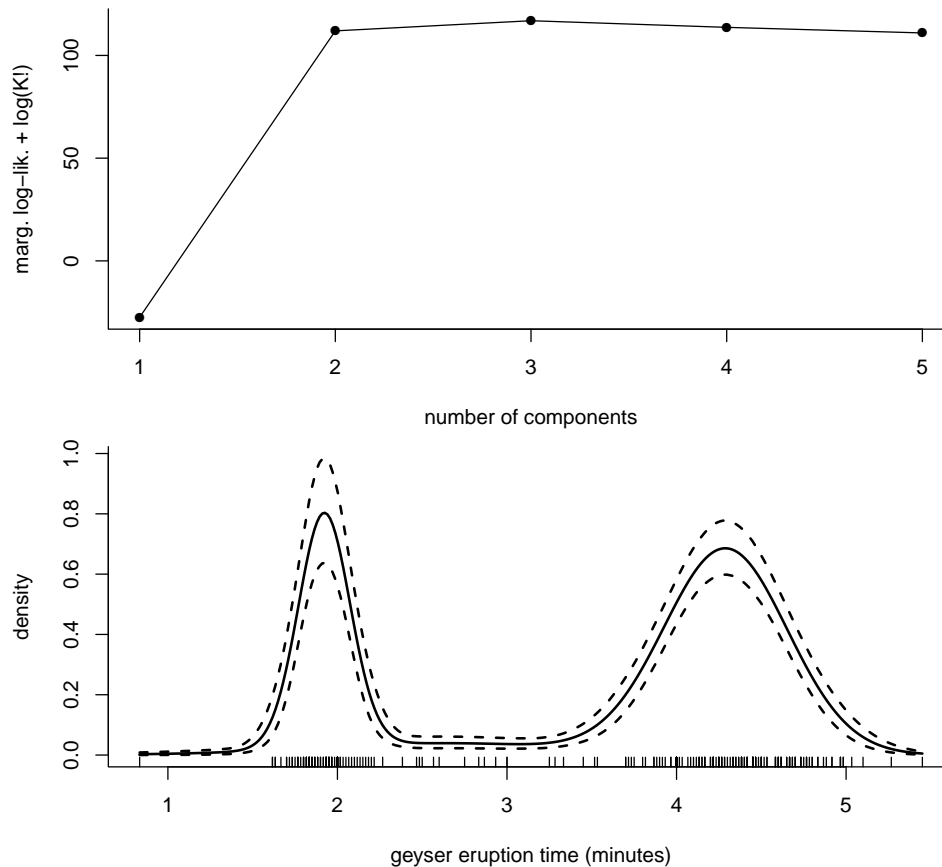 marg. log−lik. + log(K!)
100
50
0
1 2 3 4 5
number of components
density
1.0
0.8
0.6
0.4
0.2
0.0
1 2 3 4 5
geyser eruption time (minutes)